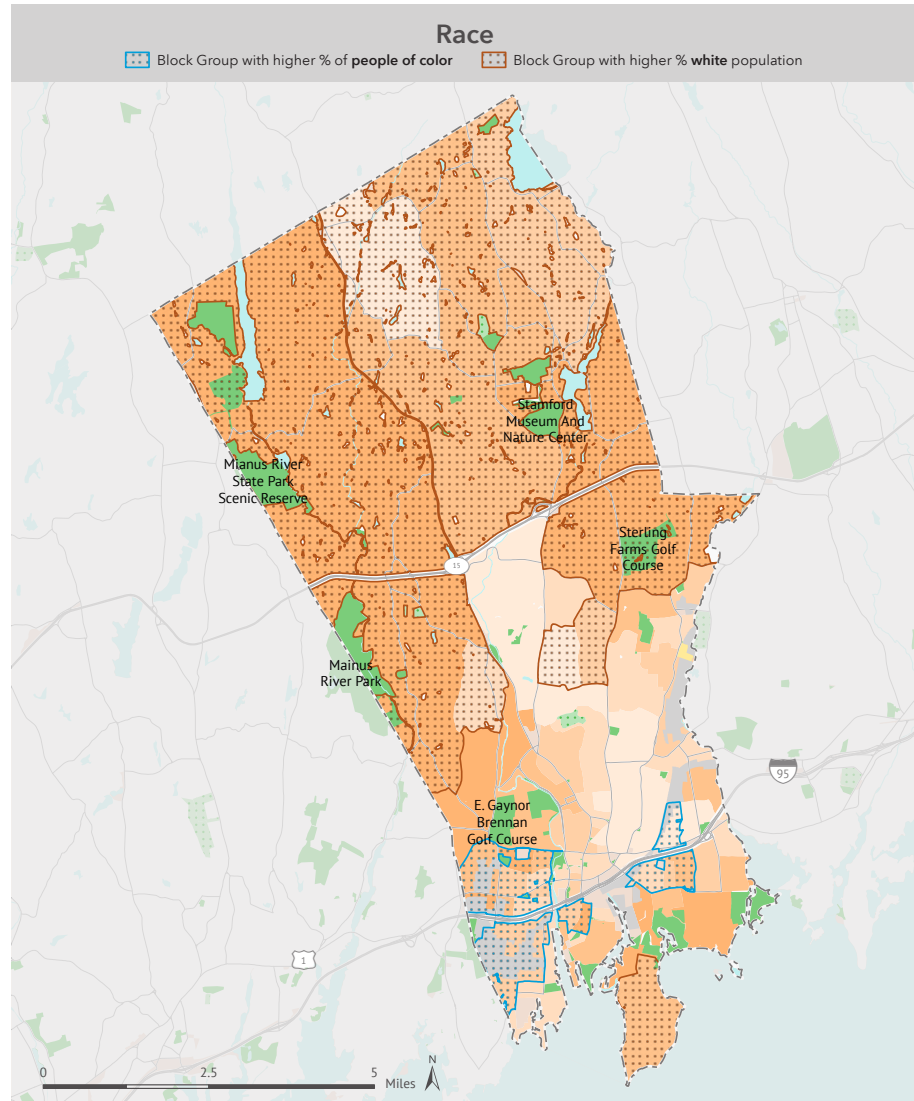 Race
Block Group with higher % of people of color
Block Group with higher % white population
Stamford
Museum And
Nature Center
Mianus River
State Park
Scenic Reserve
Sterling
Farms Golf
Course
15
Mainus
River Park
95
E. Gaynor
Brennan
Golf Course
1
0
2.5
5
Miles
N